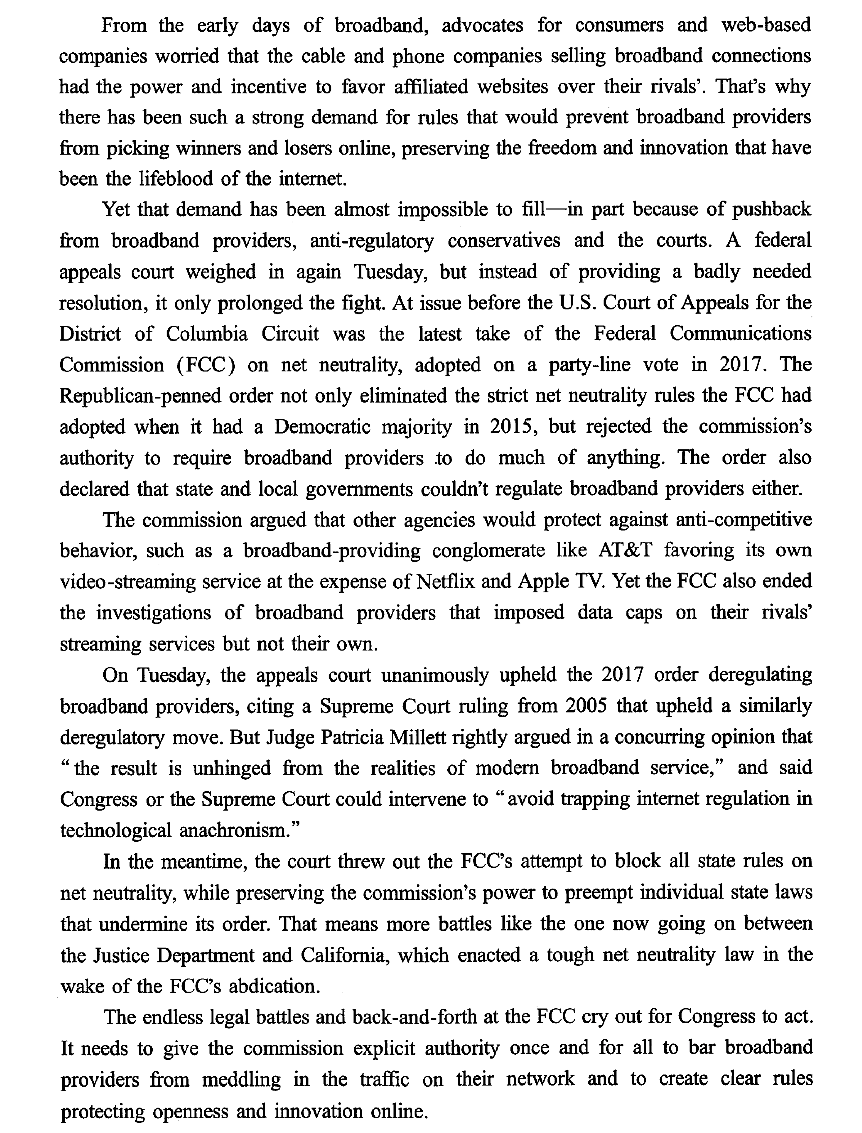 From the early days of broadband, advocates for consumers and web-based
companies worried that the cable and phone companies selling broadband connections
had the power and incentive to favor affiliated websites over their rivals'. That's why
there has been such a strong demand for rules that would prevent broadband providers
from picking winners and losers online, preserving the freedom and innovation that have
been the lifeblood of the internet.
Yet that demand has been almost impossible to fill—in part because of pushback
from broadband providers, anti-regulatory conservatives and the courts. A federal
appeals court weighed in again Tuesday, but instead of providing a badly needed
resolution, it only prolonged the fight. At issue before the U.S. Court of Appeals for the
District of Columbia Circuit was the latest take of the Federal Communications
Commission (FCC) on net neutrality, adopted on a party-line vote in 2017. The
Republican-penned order not only eliminated the strict net neutrality rules the FCC had
adopted when it had a Democratic majority in 2015, but rejected the commission's
authority to require broadband providers to do much of anything. The order also
declared that state and local governments couldn't regulate broadband providers either.
The commission argued that other agencies would protect against anti-competitive
behavior, such as a broadband-providing conglomerate like AT&T favoring its own
video-streaming service at the expense of Netflix and Apple TV. Yet the FCC also ended
the investigations of broadband providers that imposed data caps on their rivals'
streaming services but not their own.
On Tuesday, the appeals court unanimously upheld the 2017 order deregulating
broadband providers, citing a Supreme Court ruling from 2005 that upheld a similarly
deregulatory move. But Judge Patricia Millett rightly argued in a concurring opinion that
“the result is unhinged from the realities of modern broadband service,” and said
Congress or the Supreme Court could intervene to “avoid trapping internet regulation in
technological anachronism.”
In the meantime, the court threw out the FCC's attempt to block all state rules on
net neutrality, while preserving the commission's power to preempt individual state laws
that undermine its order. That means more battles like the one now going on between
the Justice Department and California, which enacted a tough net neutrality law in the
wake of the FCC's abdication.
The endless legal battles and back-and-forth at the FCC cry out for Congress to act.
It needs to give the commission explicit authority once and for all to bar broadband
providers from meddling in the traffic on their network and to create clear rules
protecting openness and innovation online.